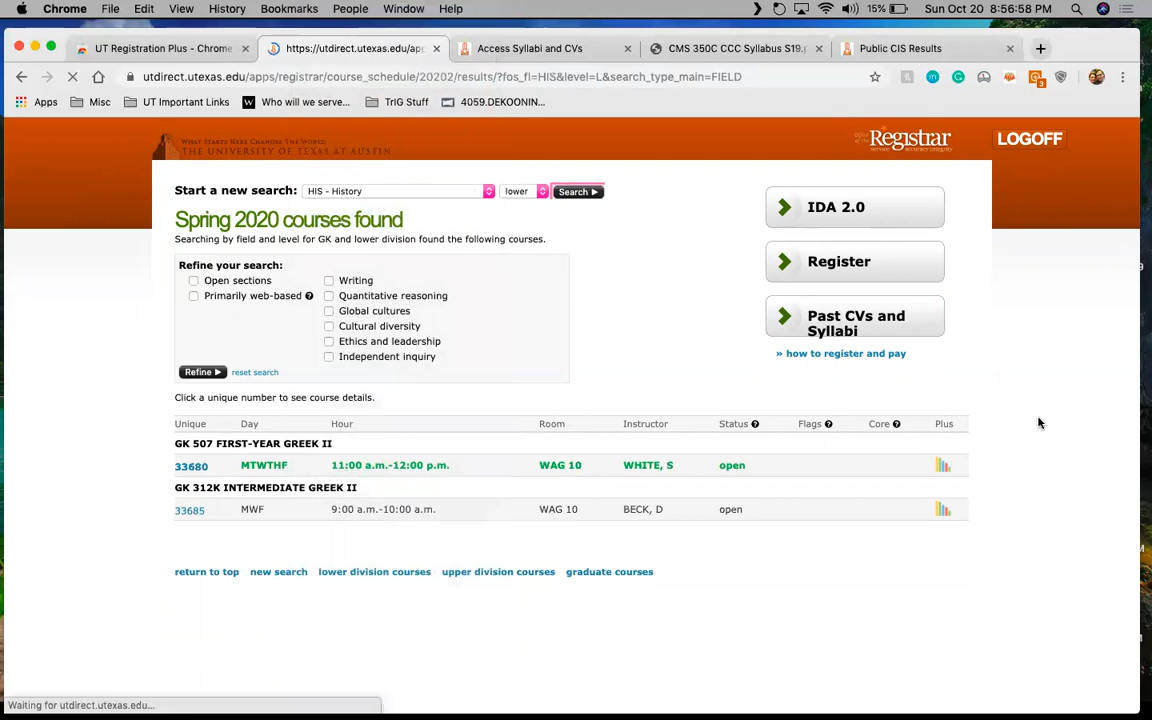 Chrome File Edit View History Bookmarks People Window Help 15% Sun Oct 20 8:56:58 PM
UT Registration Plus - Chrome × https://utdirect.utexas.edu/app × Access Syllabi and CVs × CMS 350C CCC Syllabus S19.p × Public CIS Results ×
utdirect.utexas.edu/apps/registrar/course_schedule/20202/results/?fos_fl=HIS&level=L&search_type_main=FIELD
3
Apps Misc UT Important Links Who will we serve... TrIG Stuff 4059.DEKOONIN...
WHAT STARTS HERE CHANGES THE WORLD
THE UNIVERSITY OF TEXAS AT AUSTIN
Registrar
LOGOFF
Start a new search: HIS - History lower Search ▶
Spring 2020 courses found
Searching by field and level for GK and lower division found the following courses.
Refine your search:
Open sections Writing
Primarily web-based ? Quantitative reasoning
Global cultures
Cultural diversity
Ethics and leadership
Independent inquiry
Refine ▶ reset search
IDA 2.0
Register
Past CVs and
Syllabi
» how to register and pay
Click a unique number to see course details.
Unique Day Hour Room Instructor Status ? Flags ? Core ? Plus
GK 507 FIRST-YEAR GREEK II
33680 MTWTHF 11:00 a.m.-12:00 p.m. WAG 10 WHITE, S open
GK 312K INTERMEDIATE GREEK II
33685 MWF 9:00 a.m.-10:00 a.m. WAG 10 BECK, D open
return to top new search lower division courses upper division courses graduate courses
Waiting for utdirect.utexas.edu...